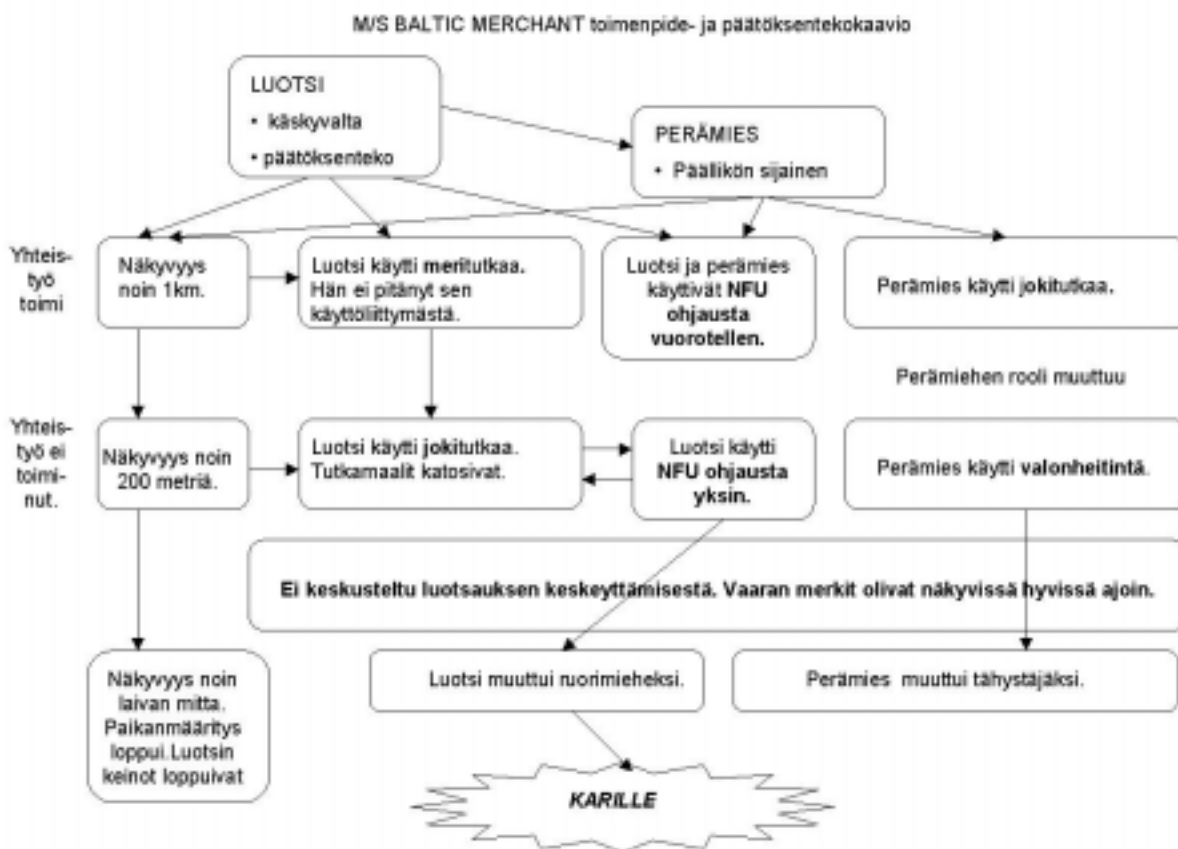 M/S BALTIC MERCHANT toimenpide- ja päätöksentekokaavio
LUOTSI
• käskyvalta
• päätöksenteko
PERÄMIES
• Päällikön sijainen
Yhteis-
työ
toimi
Näkyvyys
noin 1km.
Luotsi käytti meritutkaa.
Hän ei pitänyt sen
käyttöliittymästä.
Luotsi ja perämies
käyttivät NFU
ohjausta
vuorotellen.
Perämies käytti jokitutkaa.
Perämiehen rooli muuttuu
Yhteis-
työ ei
toimi-
nut.
Näkyvyys noin
200 metriä.
Luotsi käytti jokitutkaa.
Tutkamaalit katosivat.
Luotsi käytti
NFU ohjausta
yksin.
Perämies käytti valonheitintä.
Ei keskusteltu luotsauksen keskeyttämisestä. Vaaran merkit olivat näkyvissä hyvissä ajoin.
Näkyvyys noin
laivan mitta.
Paikanmääritys
loppui.Luotsin
keinot loppuivat
Luotsi muuttui ruorimieheksi.
Perämies muuttui tähystäjäksi.
KARILLE